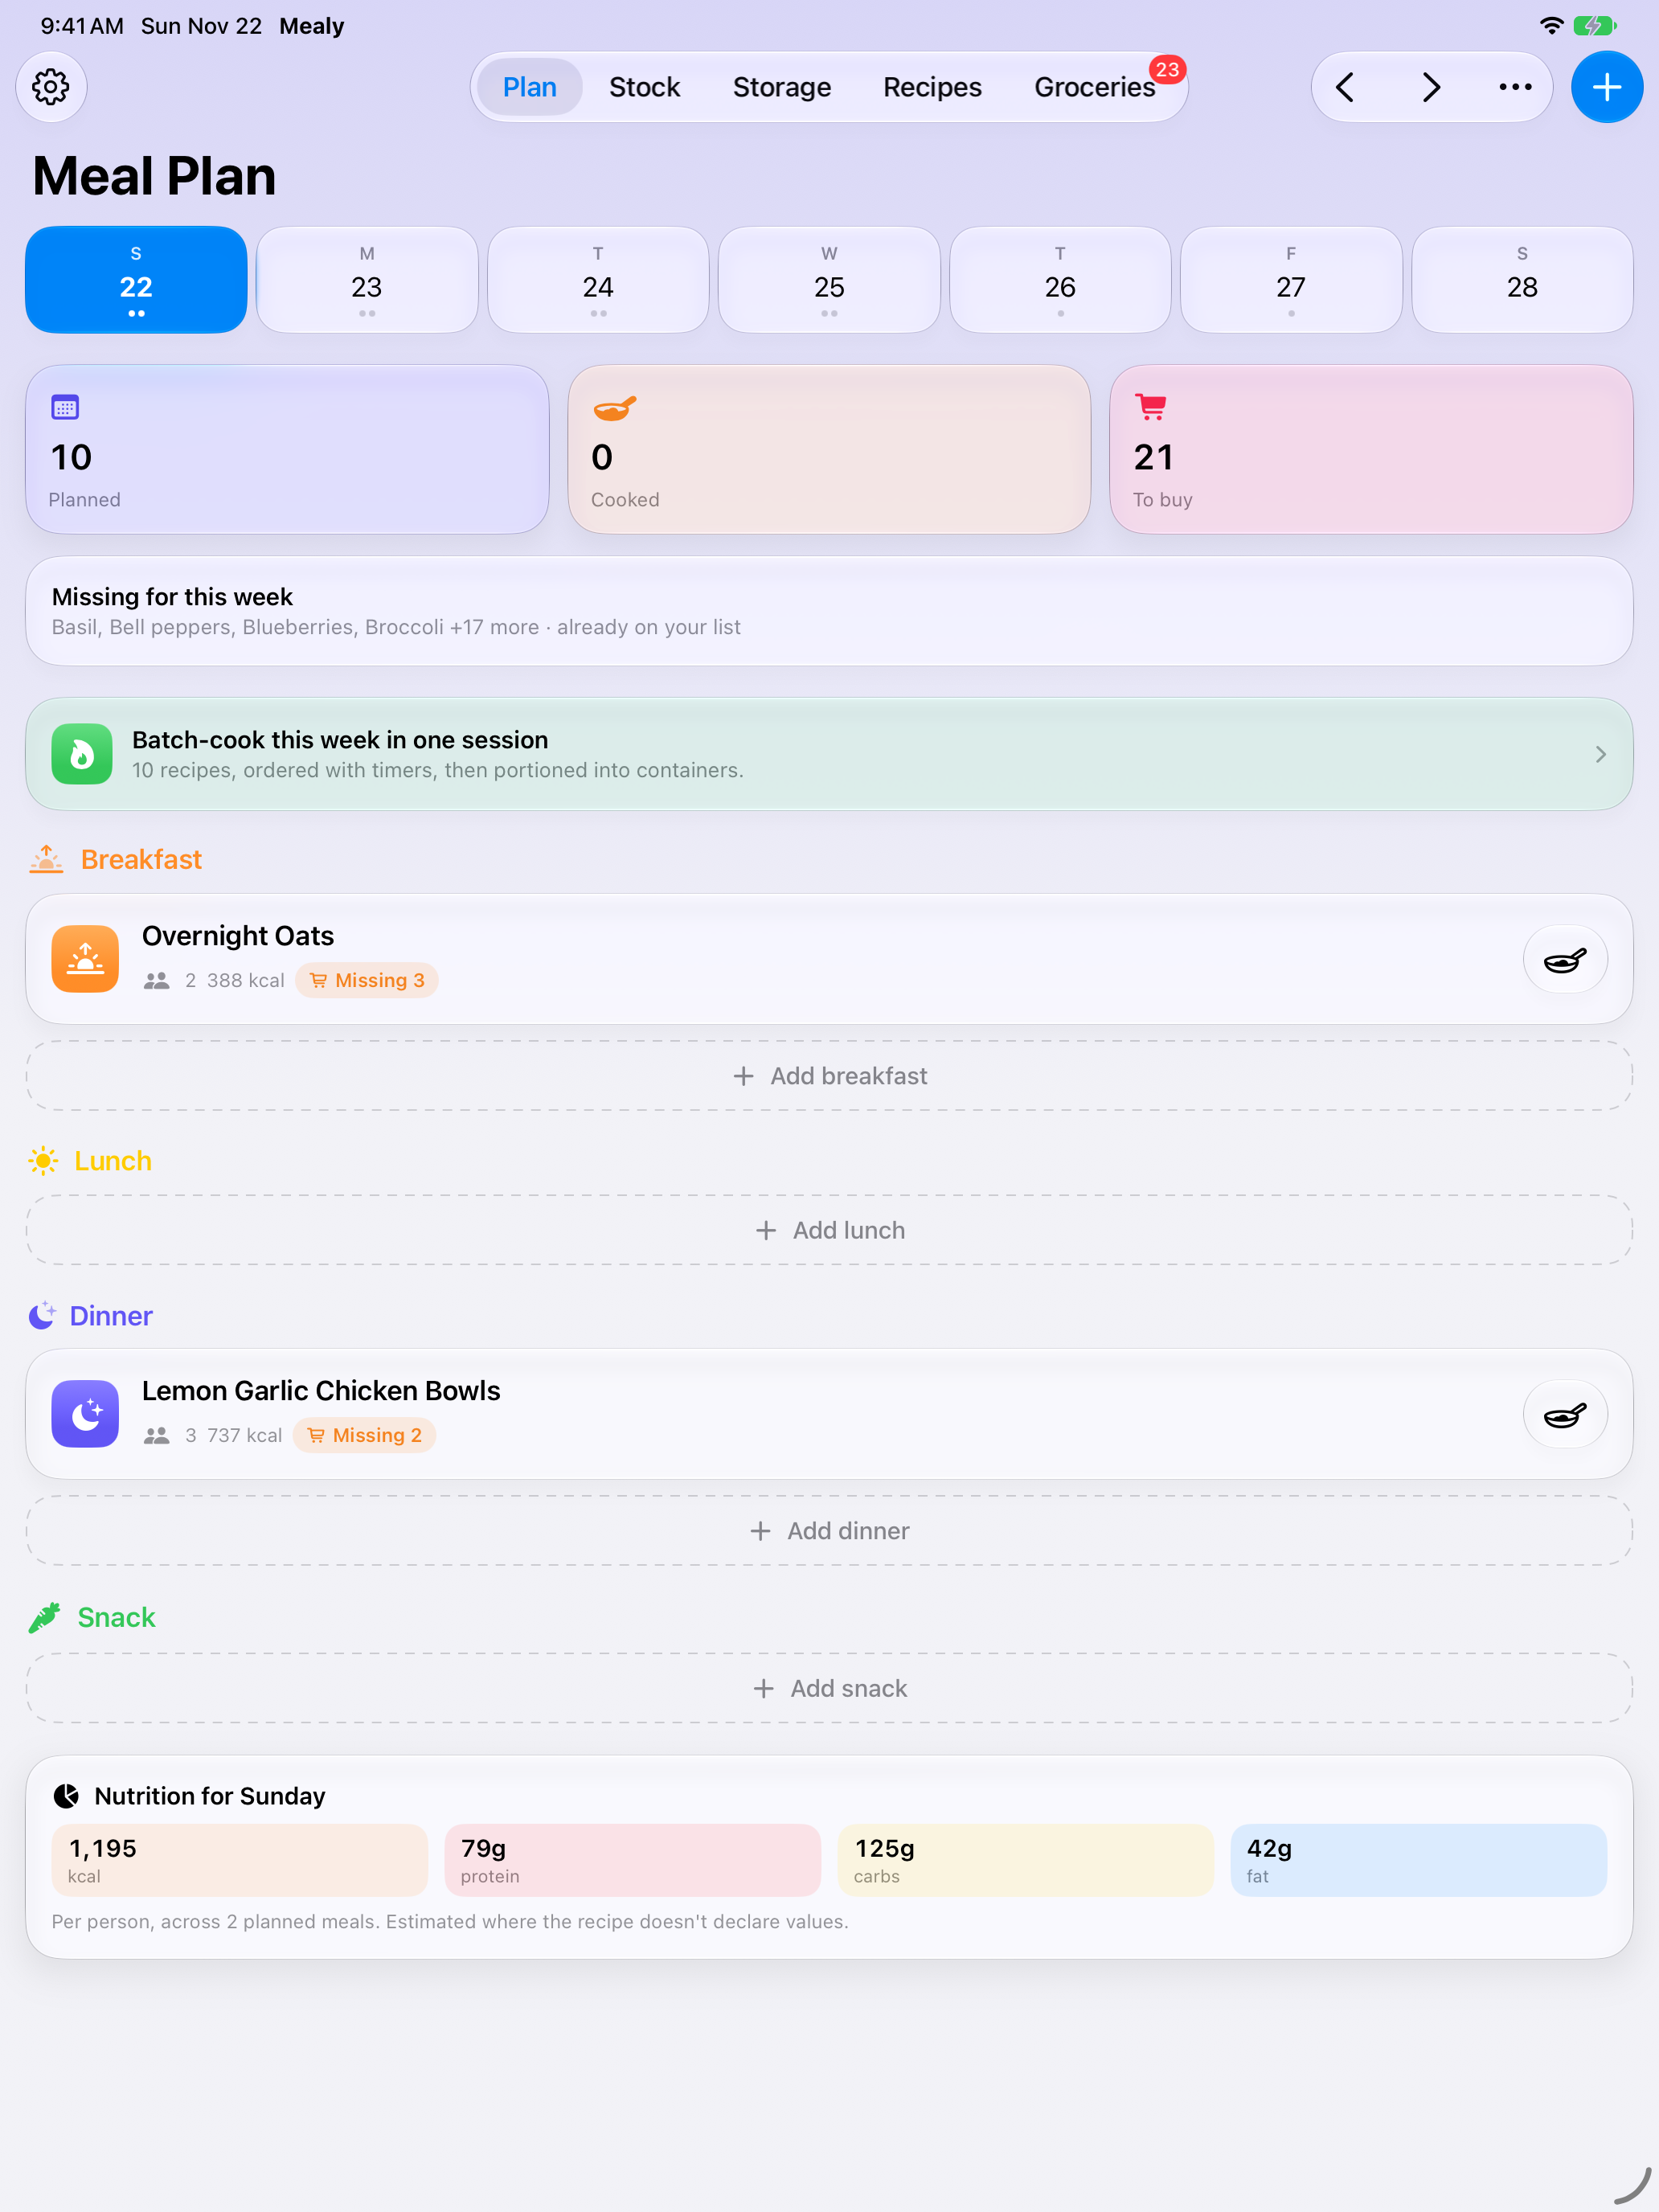 9:41 AM Sun Nov 22 Mealy
Plan Stock Storage Recipes Groceries 23
Meal Plan
S M T W T F S
22 23 24 25 26 27 28
10 0 21
Planned Cooked To buy
Missing for this week
Basil, Bell peppers, Blueberries, Broccoli +17 more · already on your list
Batch-cook this week in one session
10 recipes, ordered with timers, then portioned into containers.
Breakfast
Overnight Oats
2 388 kcal Missing 3
+ Add breakfast
Lunch
+ Add lunch
Dinner
Lemon Garlic Chicken Bowls
3 737 kcal Missing 2
+ Add dinner
Snack
+ Add snack
Nutrition for Sunday
1,195 79g 125g 42g
kcal protein carbs fat
Per person, across 2 planned meals. Estimated where the recipe doesn't declare values.